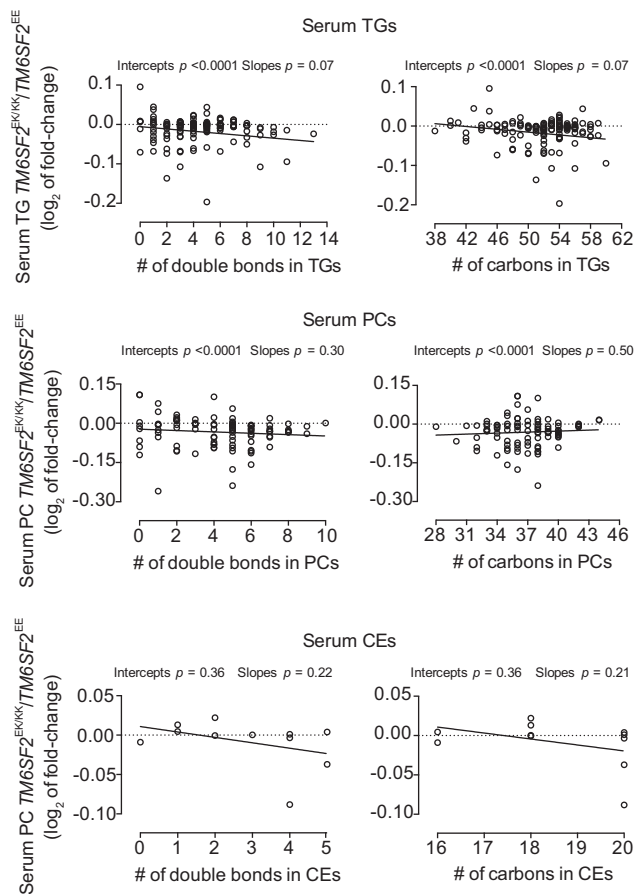 Serum TGs
Intercepts p <0.0001 Slopes p = 0.07
Intercepts p <0.0001 Slopes p = 0.07
Serum TG TM6SF2EK/KK/TM6SF2EE
(log2 of fold-change)
0.1
0.0
-0.1
-0.2
0 2 4 6 8 10 12 14
# of double bonds in TGs
0.1
0.0
-0.1
-0.2
38 42 46 50 54 58 62
# of carbons in TGs
Serum PCs
Intercepts p <0.0001 Slopes p = 0.30
Intercepts p <0.0001 Slopes p = 0.50
Serum PC TM6SF2EK/KK/TM6SF2EE
(log2 of fold-change)
0.15
0.00
-0.15
-0.30
0 2 4 6 8 10
# of double bonds in PCs
0.15
0.00
-0.15
-0.30
28 31 34 37 40 43 46
# of carbons in PCs
Serum CEs
Intercepts p = 0.36 Slopes p = 0.22
Intercepts p = 0.36 Slopes p = 0.21
Serum PC TM6SF2EK/KK/TM6SF2EE
(log2 of fold-change)
0.05
0.00
-0.05
-0.10
0 1 2 3 4 5
# of double bonds in CEs
0.05
0.00
-0.05
-0.10
16 17 18 19 20
# of carbons in CEs